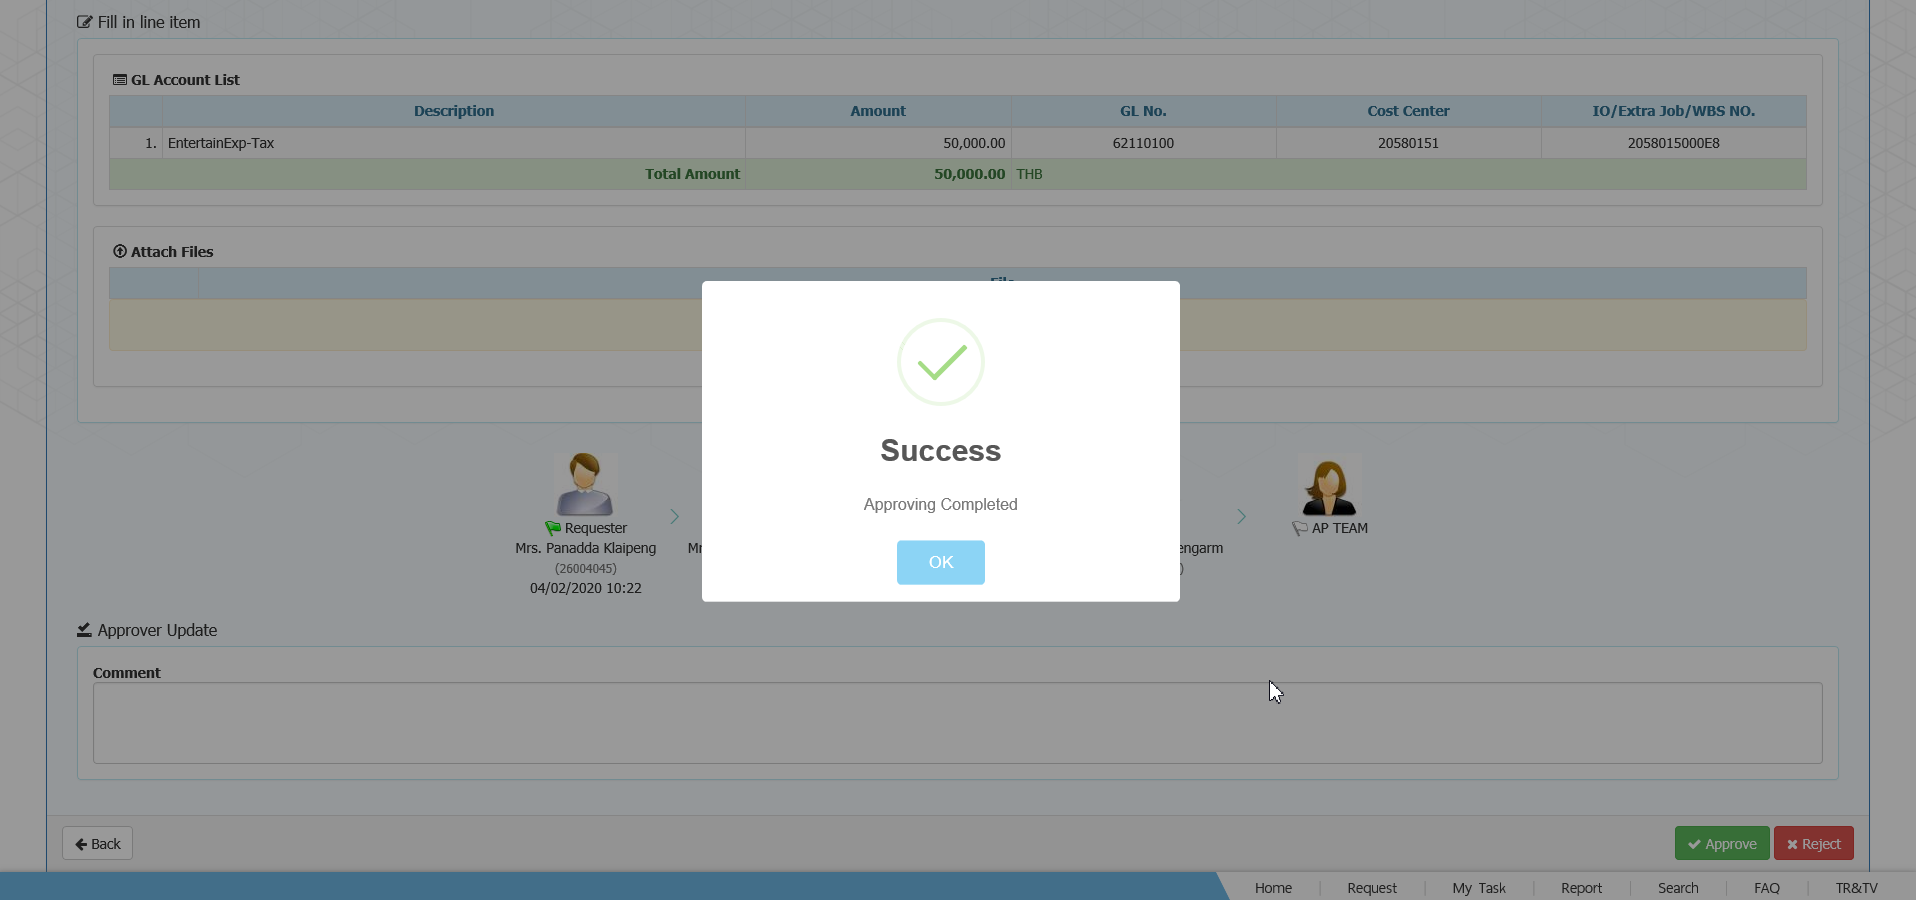 Fill in line item
GL Account List
Description Amount GL No. Cost Center IO/Extra Job/WBS NO.
1. EntertainExp-Tax 50,000.00 62110100 20580151 2058015000E8
Total Amount 50,000.00 THB
Attach Files
Success
Approving Completed
OK
Requester
Mrs. Panadda Klaipeng
(26004045)
04/02/2020 10:22
AP TEAM
Approver Update
Comment
Back
Approve
Reject
Home Request My Task Report Search FAQ TR&TV